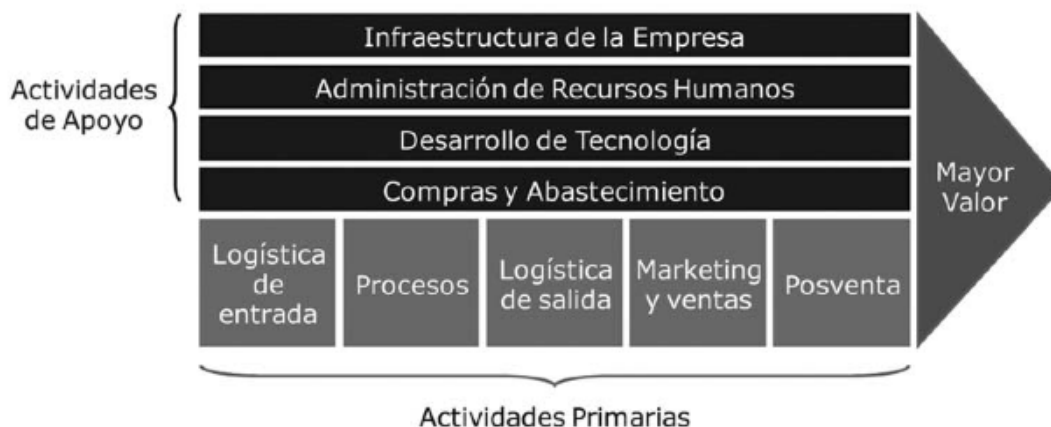 Infraestructura de la Empresa
Actividades
de Apoyo
Administración de Recursos Humanos
Desarrollo de Tecnología
Compras y Abastecimiento
Mayor
Valor
Logística
de
entrada
Procesos
Logística
de salida
Marketing
y ventas
Posventa
Actividades Primarias